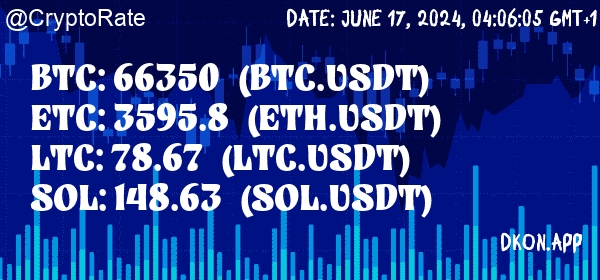 @CryptoRate
DATE: JUNE 17, 2024, 04:06:05 GMT+1
BTC: 66350 (BTC.USDT)
ETC: 3595.8 (ETH.USDT)
LTC: 78.67 (LTC.USDT)
SOL: 148.63 (SOL.USDT)
DKON.APP